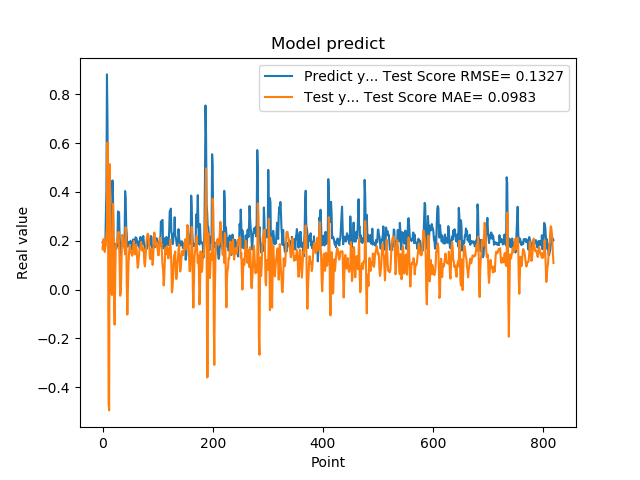 Model predict
Predict y... Test Score RMSE= 0.1327
Test y... Test Score MAE= 0.0983
0.8
0.6
0.4
0.2
0.0
−0.2
−0.4
Real value
0 200 400 600 800
Point